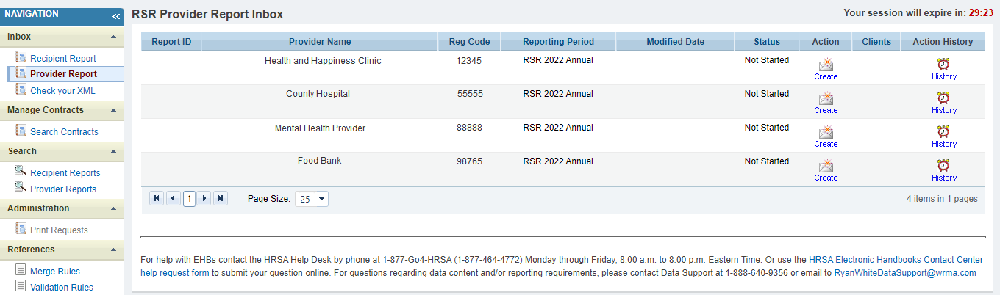 NAVIGATION «
Inbox
Recipient Report
Provider Report
Check your XML
Manage Contracts
Search Contracts
Search
Recipient Reports
Provider Reports
Administration
Print Requests
References
Merge Rules
Validation Rules
RSR Provider Report Inbox
Your session will expire in: 29:23
Report ID Provider Name Reg Code Reporting Period Modified Date Status Action Clients Action History
Health and Happiness Clinic 12345 RSR 2022 Annual Not Started Create History
County Hospital 55555 RSR 2022 Annual Not Started Create History
Mental Health Provider 88888 RSR 2022 Annual Not Started Create History
Food Bank 98765 RSR 2022 Annual Not Started Create History
1 Page Size: 25 4 items in 1 pages
For help with EHBs contact the HRSA Help Desk by phone at 1-877-Go4-HRSA (1-877-464-4772) Monday through Friday, 8:00 a.m. to 8:00 p.m. Eastern Time. Or use the HRSA Electronic Handbooks Contact Center
help request form to submit your question online. For questions regarding data content and/or reporting requirements, please contact Data Support at 1-888-640-9356 or email to RyanWhiteDataSupport@wrma.com